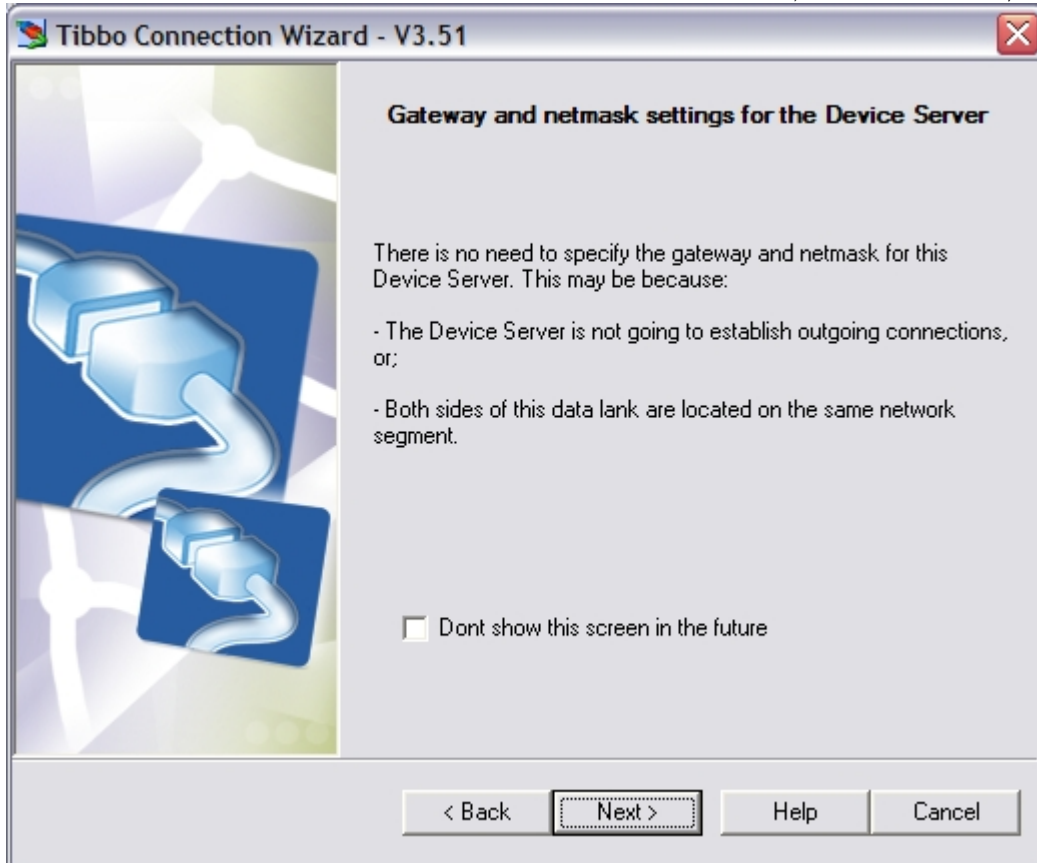 Tibbo Connection Wizard - V3.51
Gateway and netmask settings for the Device Server
There is no need to specify the gateway and netmask for this
Device Server. This may be because:
- The Device Server is not going to establish outgoing connections,
or;
- Both sides of this data lank are located on the same network
segment.
Dont show this screen in the future
< Back Next > Help Cancel